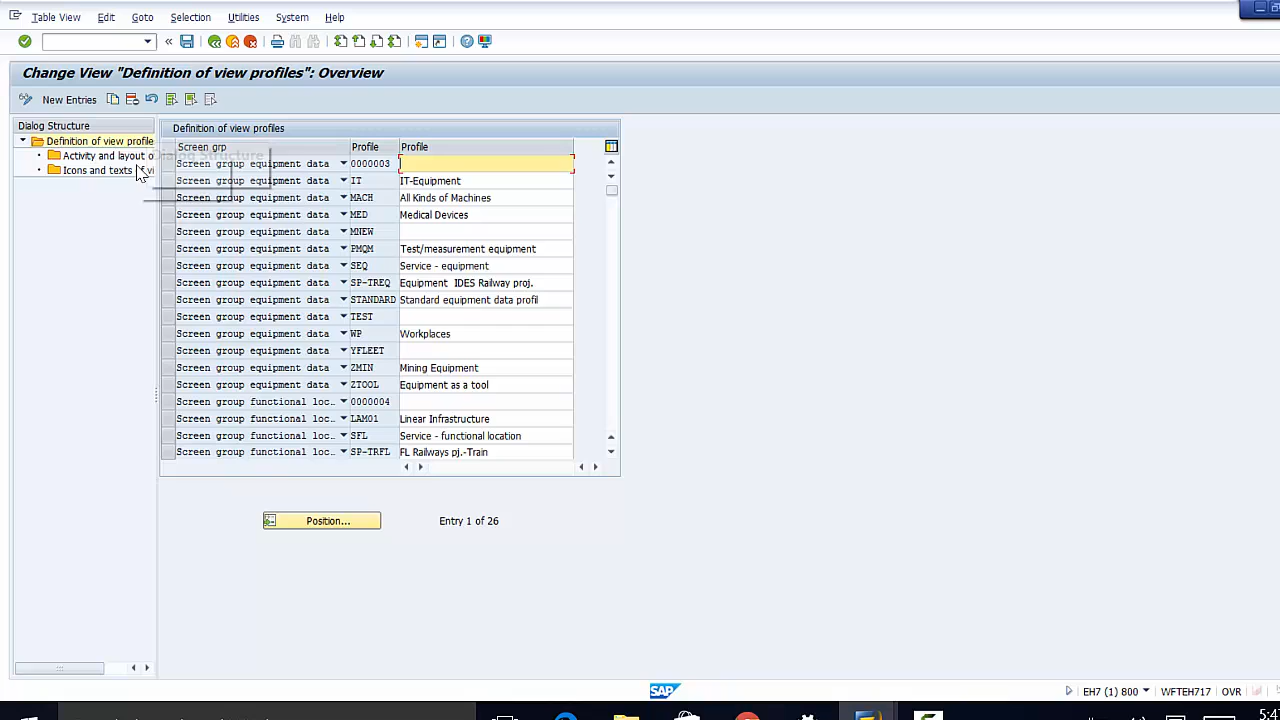 Table View Edit Goto Selection Utilities System Help
Change View "Definition of view profiles": Overview
New Entries
Dialog Structure
Definition of view profile
Activity and layout o
Icons and texts of vi
Dialog Structure
Definition of view profiles
Screen grp Profile Profile
Screen group equipment data 0000003
Screen group equipment data IT IT-Equipment
Screen group equipment data MACH All Kinds of Machines
Screen group equipment data MED Medical Devices
Screen group equipment data MNEW
Screen group equipment data PMQM Test/measurement equipment
Screen group equipment data SEQ Service - equipment
Screen group equipment data SP-TREQ Equipment IDES Railway proj.
Screen group equipment data STANDARD Standard equipment data profil
Screen group equipment data TEST
Screen group equipment data WP Workplaces
Screen group equipment data YFLEET
Screen group equipment data ZMIN Mining Equipment
Screen group equipment data ZTOOL Equipment as a tool
Screen group functional loc… 0000004
Screen group functional loc… LAM01 Linear Infrastructure
Screen group functional loc… SFL Service - functional location
Screen group functional loc… SP-TRFL FL Railways pj.-Train
Position... Entry 1 of 26
SAP EH7 (1) 800 WFTEH717 OVR